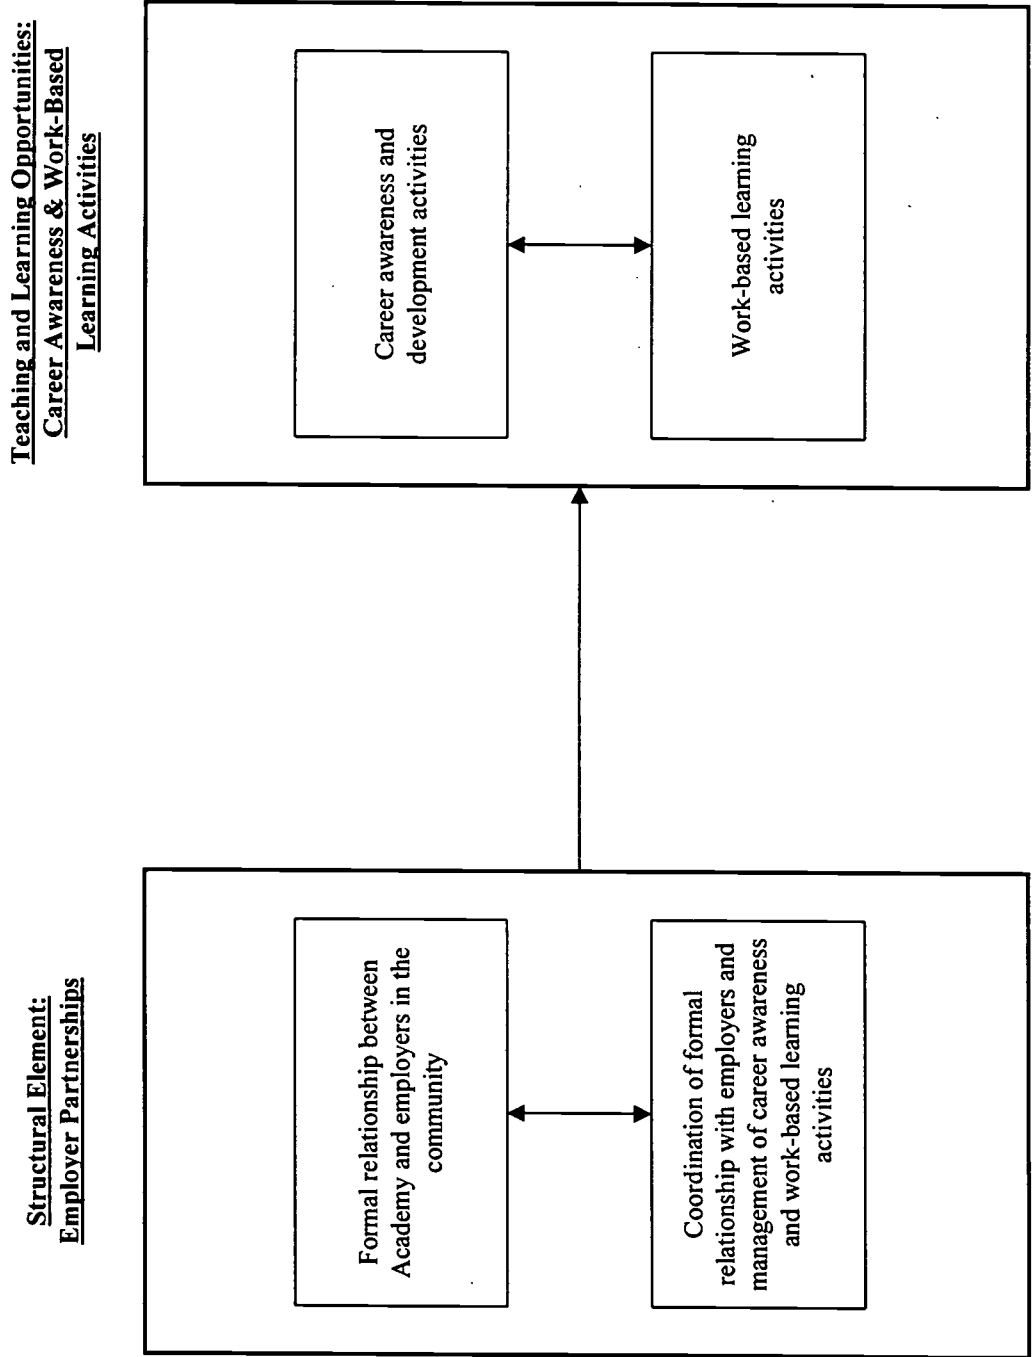 Structural Element:
Employer Partnerships
Formal relationship between
Academy and employers in the
community
Coordination of formal
relationship with employers and
management of career awareness
and work-based learning
activities
Teaching and Learning Opportunities:
Career Awareness & Work-Based
Learning Activities
Career awareness and
development activities
Work-based learning
activities